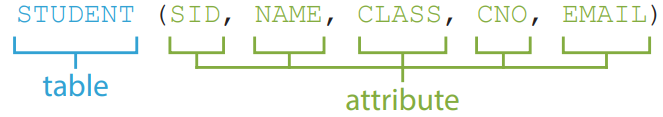 STUDENT (SID, NAME, CLASS, CNO, EMAIL)
table
attribute